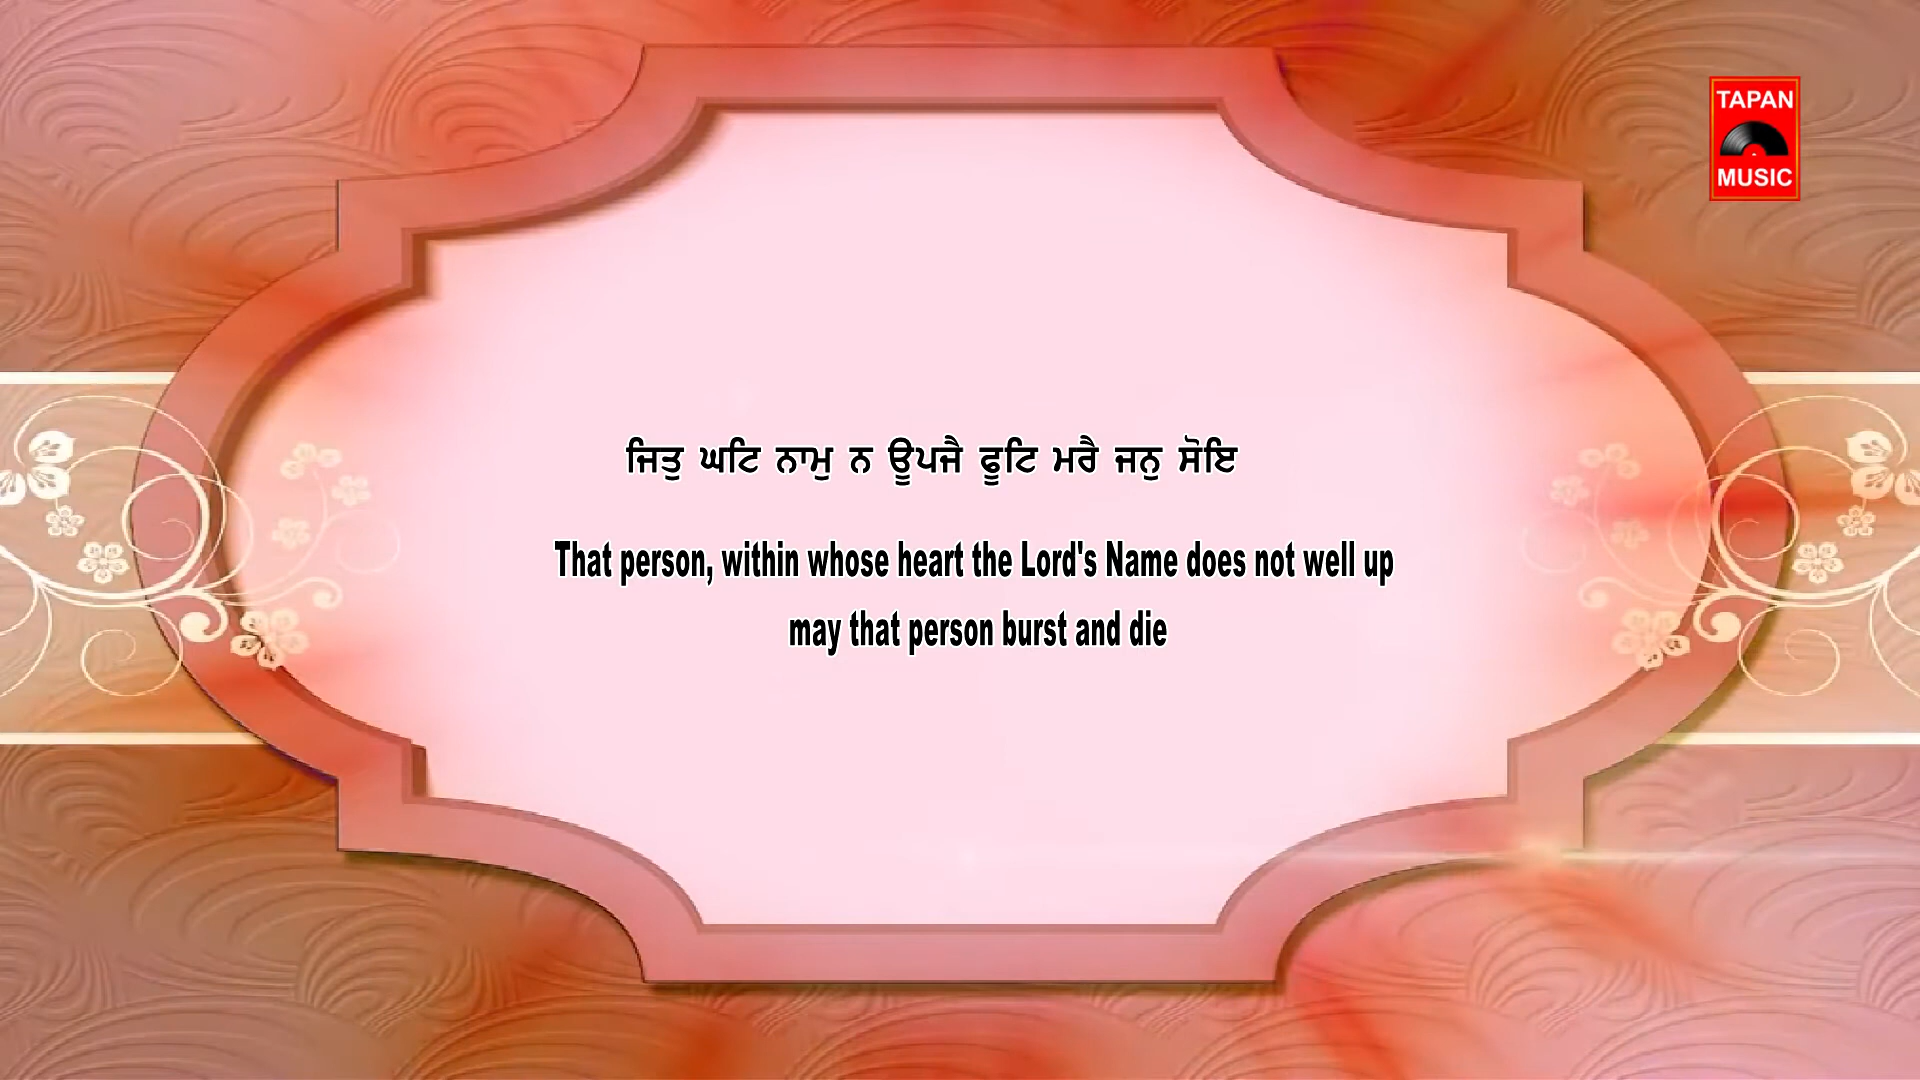 TAPAN
MUSIC
ਜਿਤੁ ਘਟਿ ਨਾਮੁ ਨ ਊਪਜੈ ਫੂਟਿ ਮਰੈ ਜਨੁ ਸੋਇ
That person, within whose heart the Lord's Name does not well up
may that person burst and die